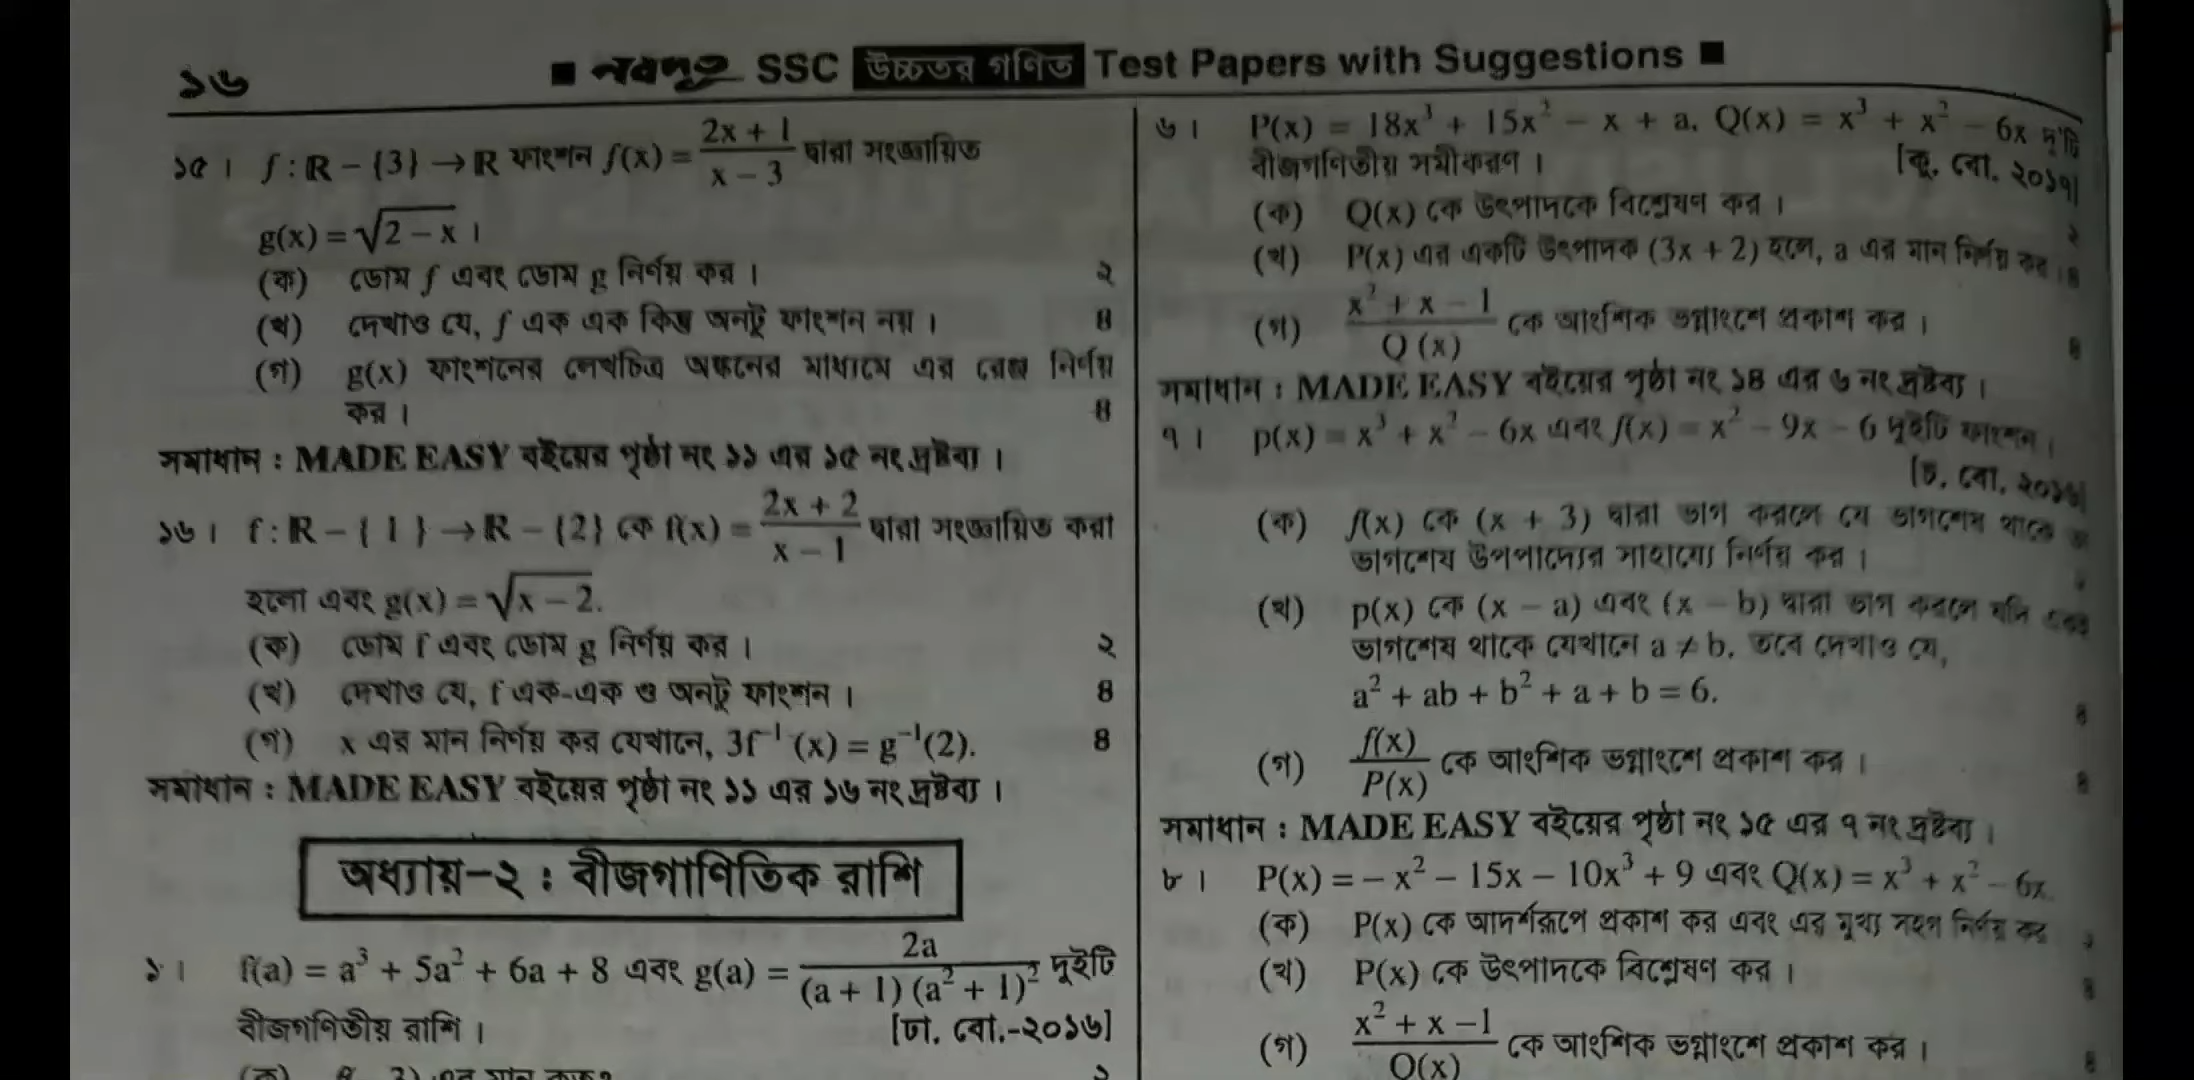 ১৬
■ নবদূত SSC উচ্চতর গণিত Test Papers with Suggestions ■
১৫। f : ℝ – {3} → ℝ ফাংশন f(x) = (2x + 1)/(x – 3) দ্বারা সংজ্ঞায়িত
g(x) = √(2 – x) ।
(ক) ডোম f এবং ডোম g নির্ণয় কর। ২
(খ) দেখাও যে, f এক এক কিন্তু অনটু ফাংশন নয়। ৪
(গ) g(x) ফাংশনের লেখচিত্র অঙ্কনের মাধ্যমে এর রেঞ্জ নির্ণয়
কর। ৪
সমাধান : MADE EASY বইয়ের পৃষ্ঠা নং ১১ এর ১৫ নং দ্রষ্টব্য।
১৬। f : ℝ – {1} → ℝ – {2} কে f(x) = (2x + 2)/(x – 1) দ্বারা সংজ্ঞায়িত করা
হলো এবং g(x) = √(x – 2).
(ক) ডোম f এবং ডোম g নির্ণয় কর। ২
(খ) দেখাও যে, f এক-এক ও অনটু ফাংশন। ৪
(গ) x এর মান নির্ণয় কর যেখানে, 3f⁻¹(x) = g⁻¹(2). ৪
সমাধান : MADE EASY বইয়ের পৃষ্ঠা নং ১১ এর ১৬ নং দ্রষ্টব্য।
অধ্যায়-২ : বীজগাণিতিক রাশি
১। f(a) = a³ + 5a² + 6a + 8 এবং g(a) = 2a/((a + 1) (a² + 1)²) দুইটি
বীজগণিতীয় রাশি। [ঢা. বো.-২০১৬]
৬। P(x) = 18x³ + 15x² – x + a, Q(x) = x³ + x² – 6x দু'টি
বীজগণিতীয় সমীকরণ। [কু. বো. ২০১৭]
(ক) Q(x) কে উৎপাদকে বিশ্লেষণ কর। ২
(খ) P(x) এর একটি উৎপাদক (3x + 2) হলে, a এর মান নির্ণয় কর। ৪
(গ) (x² + x – 1)/Q (x) কে আংশিক ভগ্নাংশে প্রকাশ কর। ৪
সমাধান : MADE EASY বইয়ের পৃষ্ঠা নং ১৪ এর ৬ নং দ্রষ্টব্য।
৭। p(x) = x³ + x² – 6x এবং f(x) = x² – 9x – 6 দুইটি ফাংশন।
বো. ২০১৬]
(ক) f(x) কে (x + 3) দ্বারা ভাগ করলে যে ভাগশেষ থাকে তা
ভাগশেষ উপপাদ্যের সাহায্যে নির্ণয় কর।
(খ) p(x) কে (x – a) এবং (x – b) দ্বারা ভাগ করলে যদি একই
ভাগশেষ থাকে যেখানে a ≠ b, তবে দেখাও যে,
a² + ab + b² + a + b = 6. ৪
(গ) f(x)/P(x) কে আংশিক ভগ্নাংশে প্রকাশ কর। ৪
সমাধান : MADE EASY বইয়ের পৃষ্ঠা নং ১৫ এর ৭ নং দ্রষ্টব্য।
৮। P(x) = – x² – 15x – 10x³ + 9 এবং Q(x) = x³ + x² – 6x
(ক) P(x) কে আদর্শরূপে প্রকাশ কর এবং এর মুখ্য সহগ নির্ণয় কর
(খ) P(x) কে উৎপাদকে বিশ্লেষণ কর। ৪
(গ) (x² + x –1)/Q(x) কে আংশিক ভগ্নাংশে প্রকাশ কর। ৪